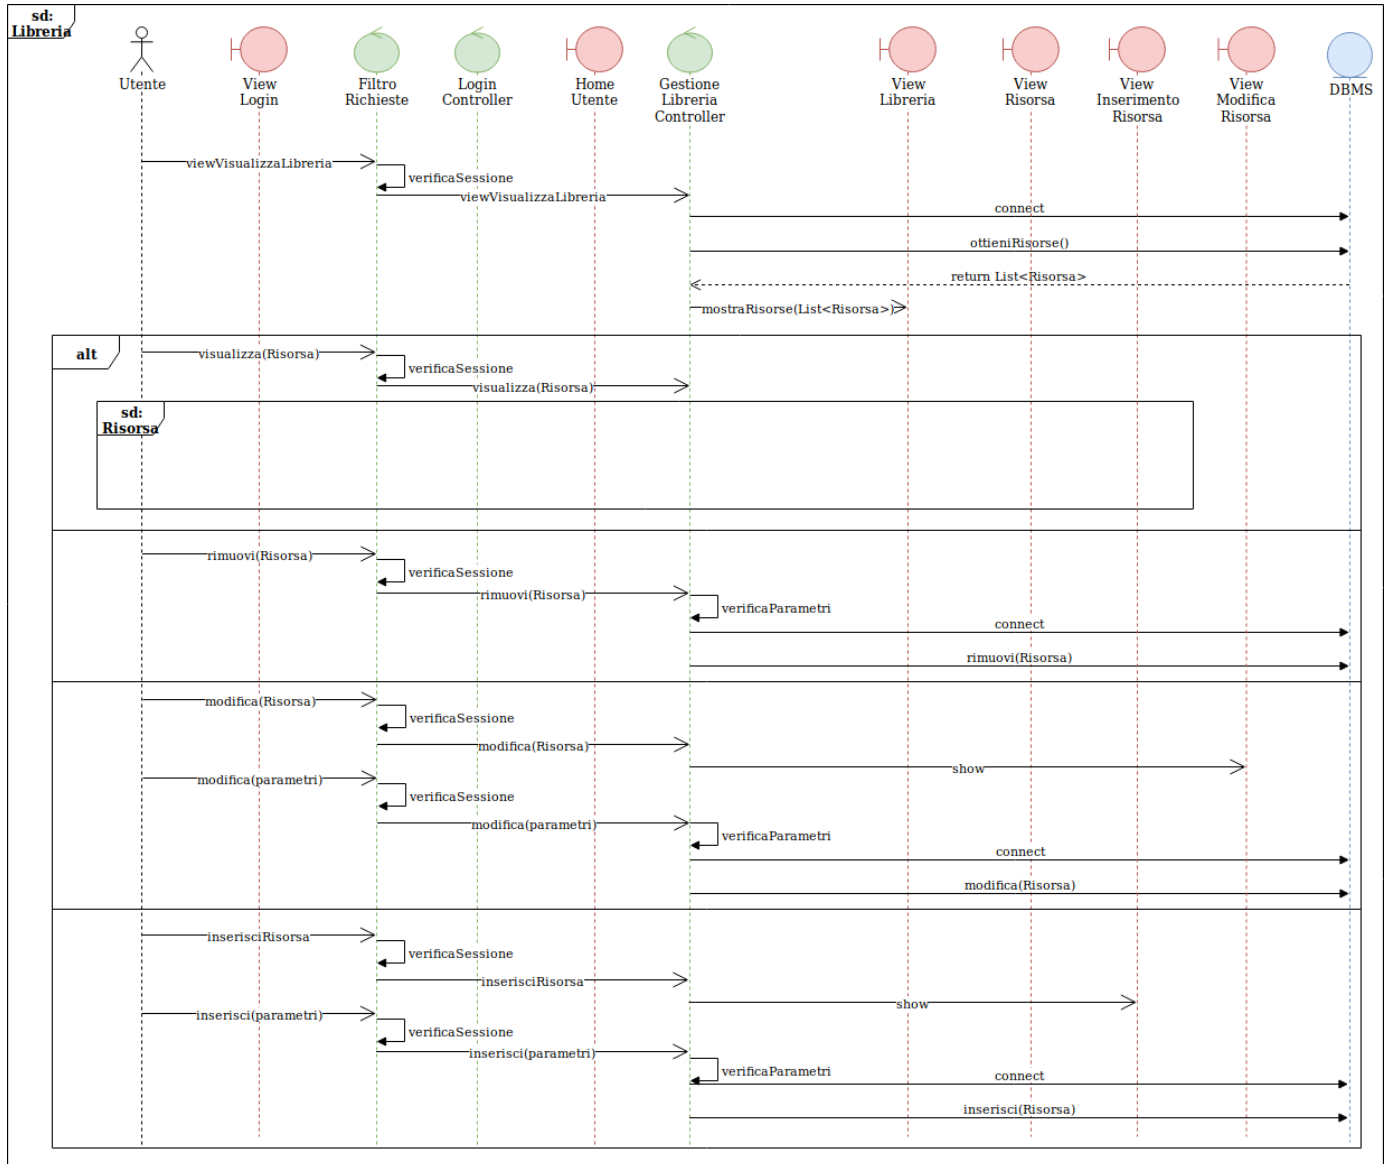 sd:
Libreria
Utente
View
Login
Filtro
Richieste
Login
Controller
Home
Utente
Gestione
Libreria
Controller
View
Libreria
View
Risorsa
View
Inserimento
Risorsa
View
Modifica
Risorsa
DBMS
viewVisualizzaLibreria
verificaSessione
viewVisualizzaLibreria
connect
ottieniRisorse()
return List<Risorsa>
mostraRisorse(List<Risorsa>)
alt
visualizza(Risorsa)
verificaSessione
visualizza(Risorsa)
sd:
Risorsa
rimuovi(Risorsa)
verificaSessione
rimuovi(Risorsa)
verificaParametri
connect
rimuovi(Risorsa)
modifica(Risorsa)
verificaSessione
modifica(Risorsa)
show
modifica(parametri)
verificaSessione
modifica(parametri)
verificaParametri
connect
modifica(Risorsa)
inserisciRisorsa
verificaSessione
inserisciRisorsa
show
inserisci(parametri)
verificaSessione
inserisci(parametri)
verificaParametri
connect
inserisci(Risorsa)